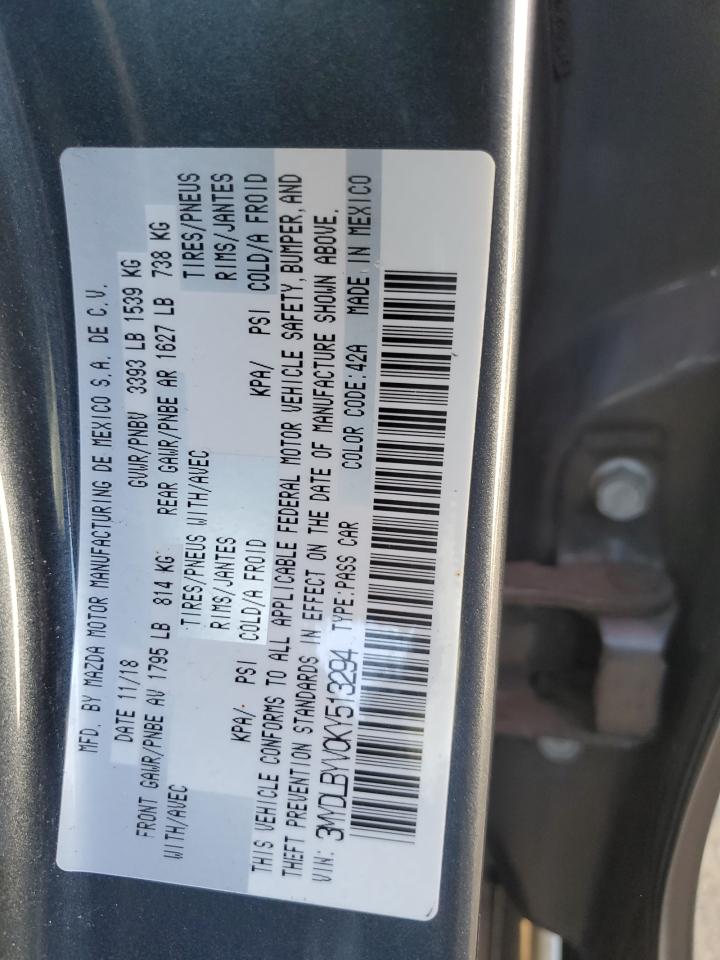 MFD. BY MAZDA MOTOR MANUFACTURING DE MEXICO S.A. DE C.V.
DATE 11/18 GVWR/PNBV 3393 LB 1539 KG
FRONT GAWR/PNBE AV 1795 LB 814 KG REAR GAWR/PNBE AR 1627 LB 738 KG
WITH/AVEC TIRES/PNEUS WITH/AVEC TIRES/PNEUS
RIMS/JANTES RIMS/JANTES
KPA/ PSI COLD/A FROID KPA/ PSI COLD/A FROID
THIS VEHICLE CONFORMS TO ALL APPLICABLE FEDERAL MOTOR VEHICLE SAFETY, BUMPER, AND
THEFT PREVENTION STANDARDS IN EFFECT ON THE DATE OF MANUFACTURE SHOWN ABOVE.
VIN: 3MYDLBYV0KY513294 TYPE:PASS CAR COLOR CODE:42A MADE IN MEXICO